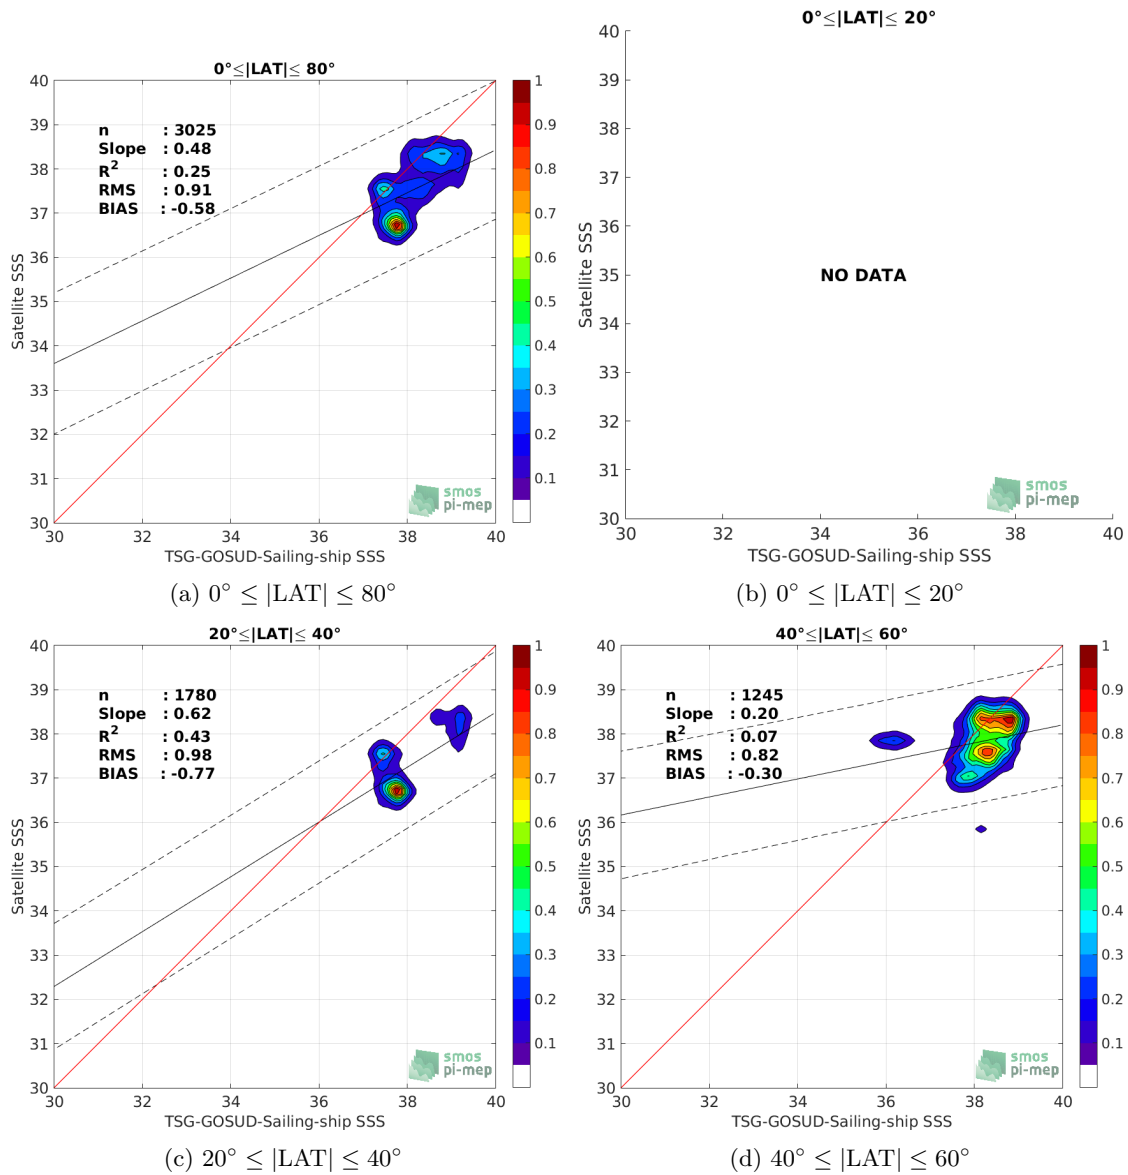 0°≤|LAT|≤ 80°
40
39
38
37
36
35
34
33
32
31
30
Satellite SSS
n : 3025
Slope : 0.48
R2 : 0.25
RMS : 0.91
BIAS : -0.58
1
0.9
0.8
0.7
0.6
0.5
0.4
0.3
0.2
0.1
smos
pi-mep
30 32 34 36 38 40
TSG-GOSUD-Sailing-ship SSS
(a) 0° ≤ |LAT| ≤ 80°
0°≤|LAT|≤ 20°
40
39
38
37
36
35
34
33
32
31
30
Satellite SSS
NO DATA
smos
pi-mep
30 32 34 36 38 40
TSG-GOSUD-Sailing-ship SSS
(b) 0° ≤ |LAT| ≤ 20°
20°≤|LAT|≤ 40°
40
39
38
37
36
35
34
33
32
31
30
Satellite SSS
n : 1780
Slope : 0.62
R2 : 0.43
RMS : 0.98
BIAS : -0.77
1
0.9
0.8
0.7
0.6
0.5
0.4
0.3
0.2
0.1
smos
pi-mep
30 32 34 36 38 40
TSG-GOSUD-Sailing-ship SSS
(c) 20° ≤ |LAT| ≤ 40°
40°≤|LAT|≤ 60°
40
39
38
37
36
35
34
33
32
31
30
Satellite SSS
n : 1245
Slope : 0.20
R2 : 0.07
RMS : 0.82
BIAS : -0.30
1
0.9
0.8
0.7
0.6
0.5
0.4
0.3
0.2
0.1
smos
pi-mep
30 32 34 36 38 40
TSG-GOSUD-Sailing-ship SSS
(d) 40° ≤ |LAT| ≤ 60°